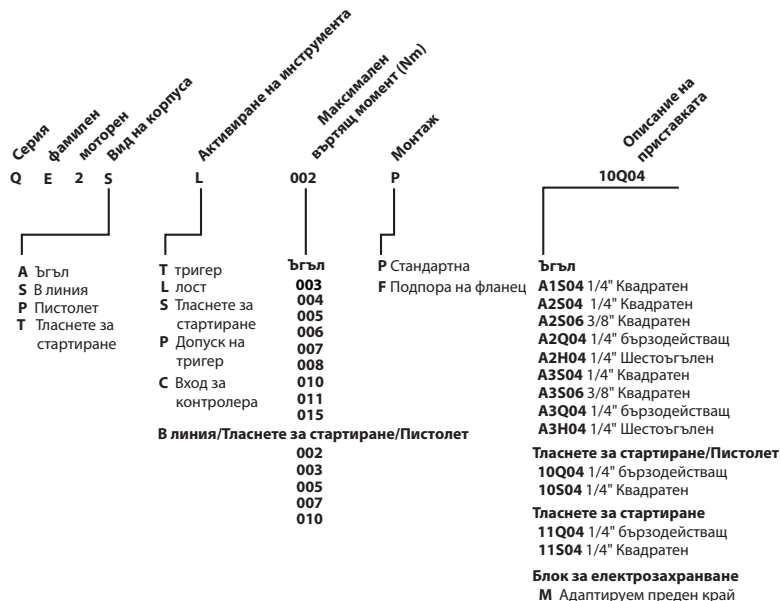 Серия
фамилен
моторен
Вид на корпуса
Активиране на инструмента
Максимален
въртящ момент (Nm)
Монтаж
Описание на
приставката
Q E 2 S L 002 P 10Q04
A Ъгъл
S В линия
P Пистолет
T Тласнете за
стартиране
T тригер
L лост
S Тласнете за
стартиране
P Допуск на
тригер
C Вход за
контролера
Ъгъл
003
004
005
006
007
008
010
011
015
В линия/Тласнете за стартиране/Пистолет
002
003
005
007
010
P Стандартна
F Подпора на фланец
Ъгъл
A1S04 1/4" Квадратен
A2S04 1/4" Квадратен
A2S06 3/8" Квадратен
A2Q04 1/4" бързодействащ
A2H04 1/4" Шестоъгълен
A3S04 1/4" Квадратен
A3S06 3/8" Квадратен
A3Q04 1/4" бързодействащ
A3H04 1/4" Шестоъгълен
Тласнете за стартиране/Пистолет
10Q04 1/4" бързодействащ
10S04 1/4" Квадратен
Тласнете за стартиране
11Q04 1/4" бързодействащ
11S04 1/4" Квадратен
Блок за електрозахранване
M Адаптируем преден край